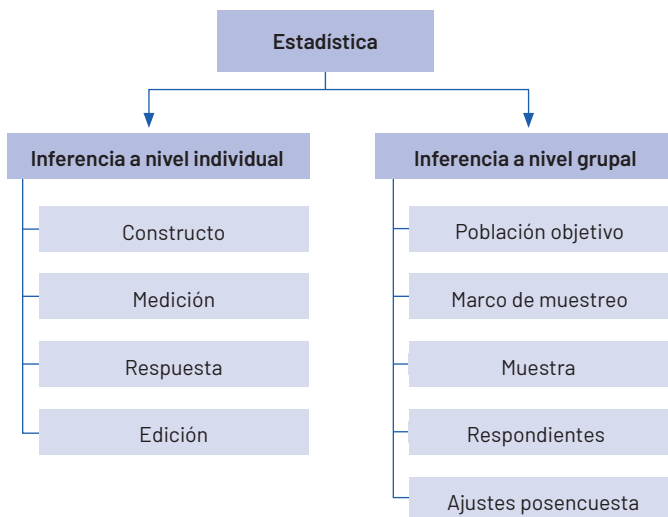 Estadística
Inferencia a nivel individual
Constructo
Medición
Respuesta
Edición
Inferencia a nivel grupal
Población objetivo
Marco de muestreo
Muestra
Respondientes
Ajustes posencuesta